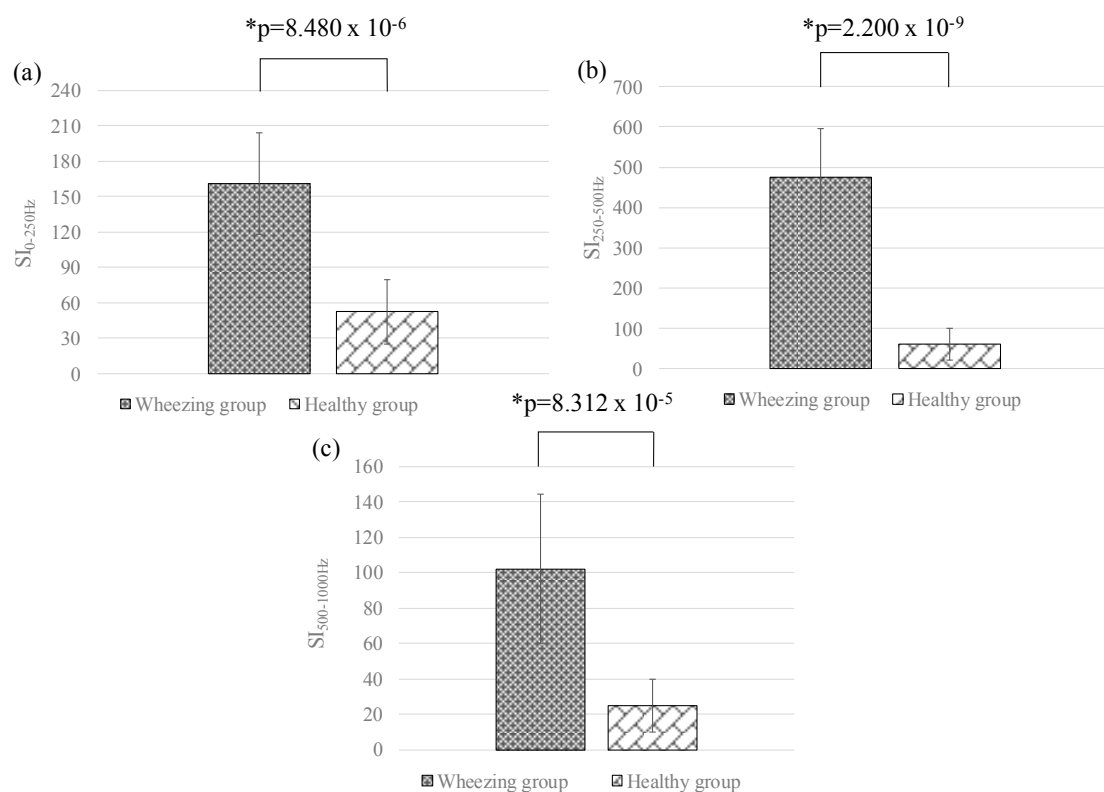 *p=8.480 x 10⁻⁶
(a)
240
210
180
150
120
90
60
30
0
SI0-250Hz
Wheezing group Healthy group
*p=2.200 x 10⁻⁹
(b)
700
600
500
400
300
200
100
0
SI250-500Hz
Wheezing group Healthy group
*p=8.312 x 10⁻⁵
(c)
160
140
120
100
80
60
40
20
0
SI500-1000Hz
Wheezing group Healthy group